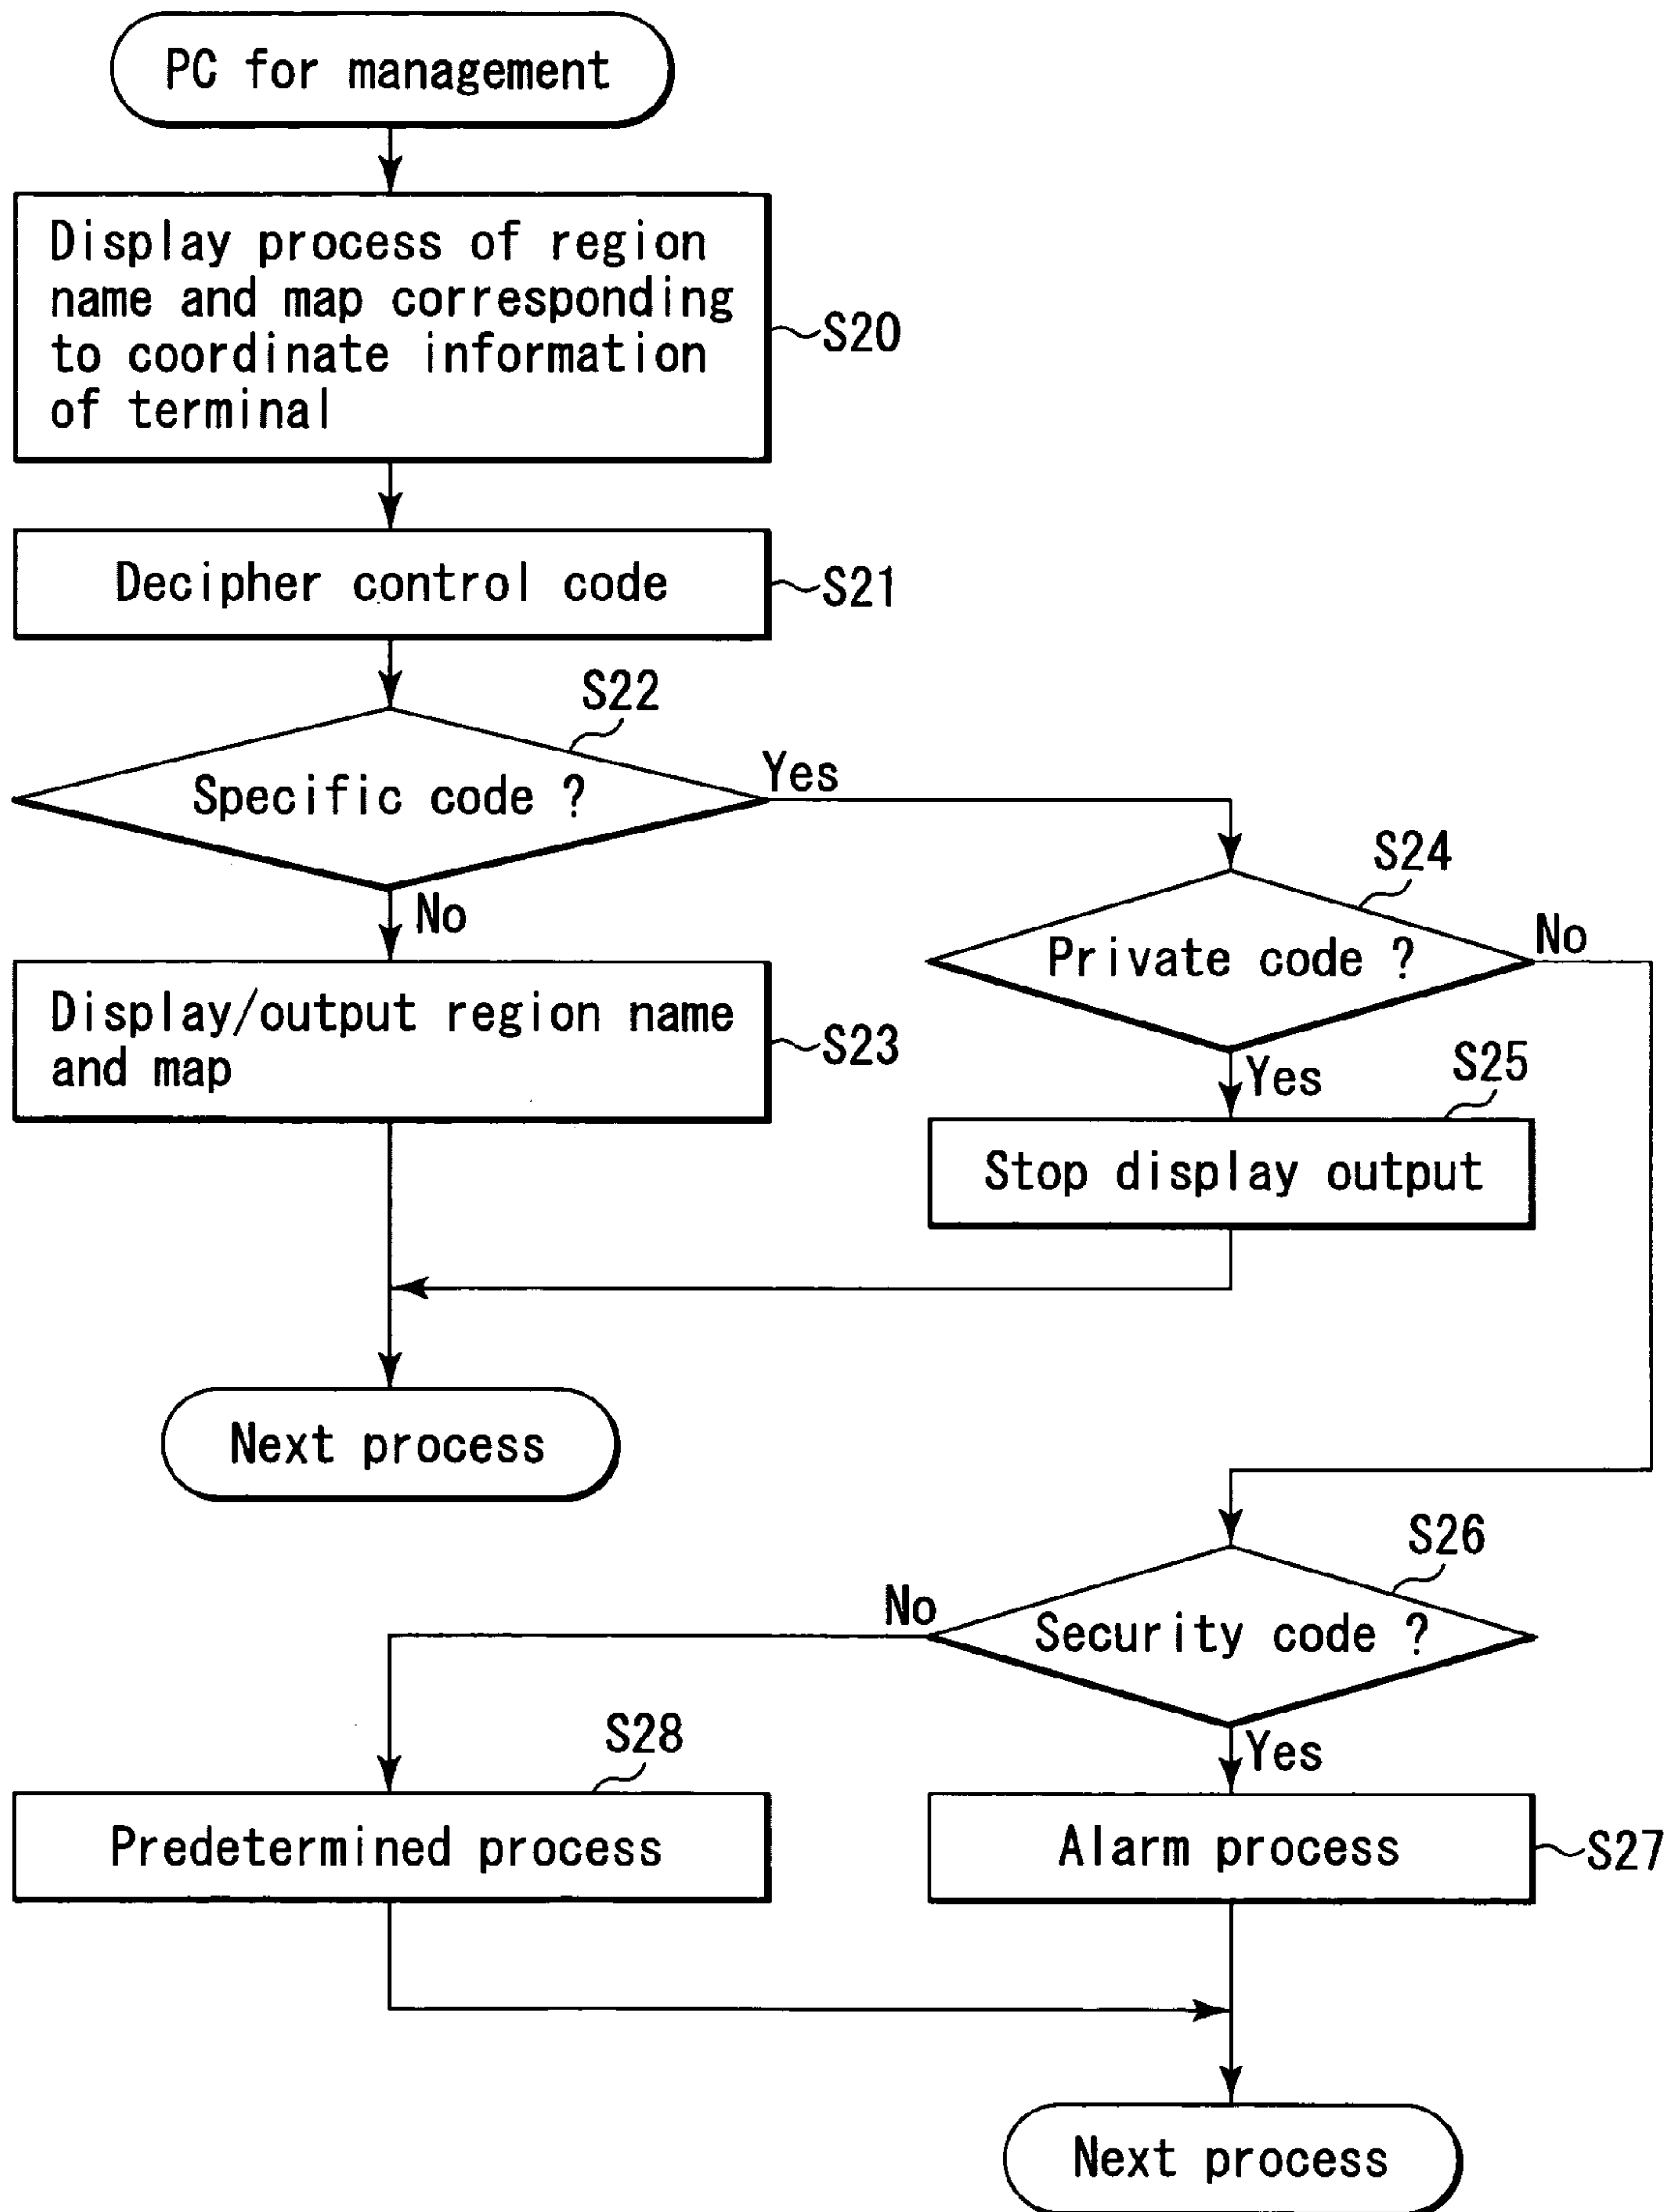 PC for management
Display process of region
name and map corresponding
to coordinate information
of terminal
S20
Decipher control code
S21
S22
Specific code ?
Yes
No
S24
Private code ?
No
Display/output region name
and map
S23
Yes
S25
Stop display output
Next process
S26
No
Security code ?
Yes
S28
Predetermined process
Alarm process
S27
Next process